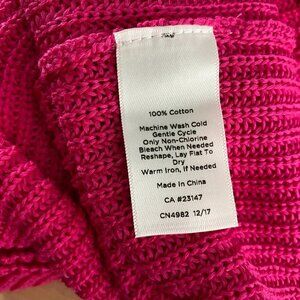 100% Cotton
Machine Wash Cold
Gentle Cycle
Only Non-Chlorine
Bleach When Needed
Reshape, Lay Flat To
Dry
Warm Iron, If Needed
Made In China
CA #23147
CN4982 12/17